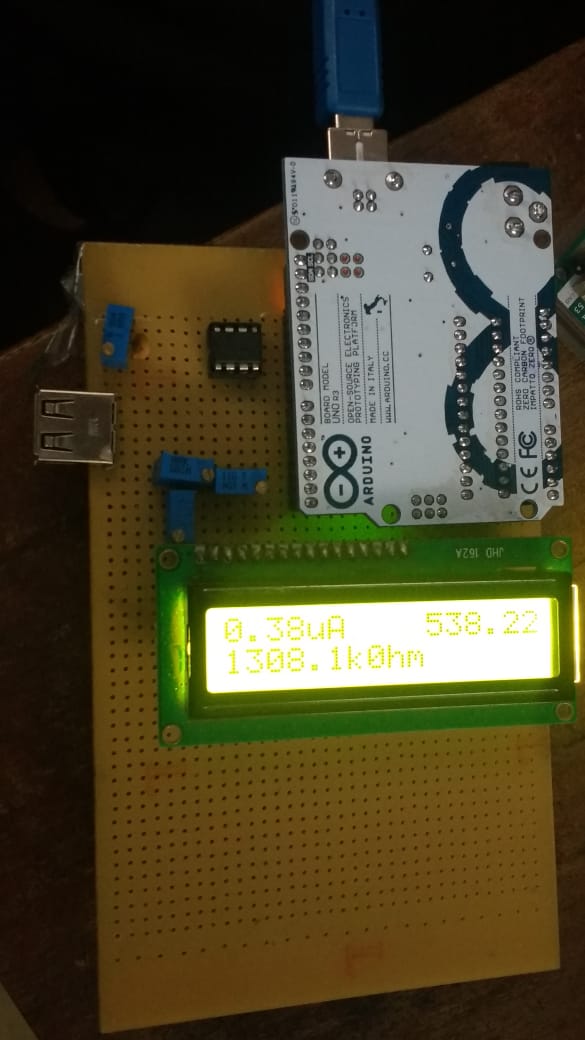 BOARD MODEL
UNO R3
OPEN-SOURCE ELECTRONICS
PROTOTYPING PLATFORM
MADE IN ITALY
WWW.ARDUINO.CC
ARDUINO
ROHS COMPLIANT
ZERO CARBON FOOTPRINT
IMPATTO ZERO®
CE FC
JHD 162A
0.38uA 538.22
1308.1kOhm